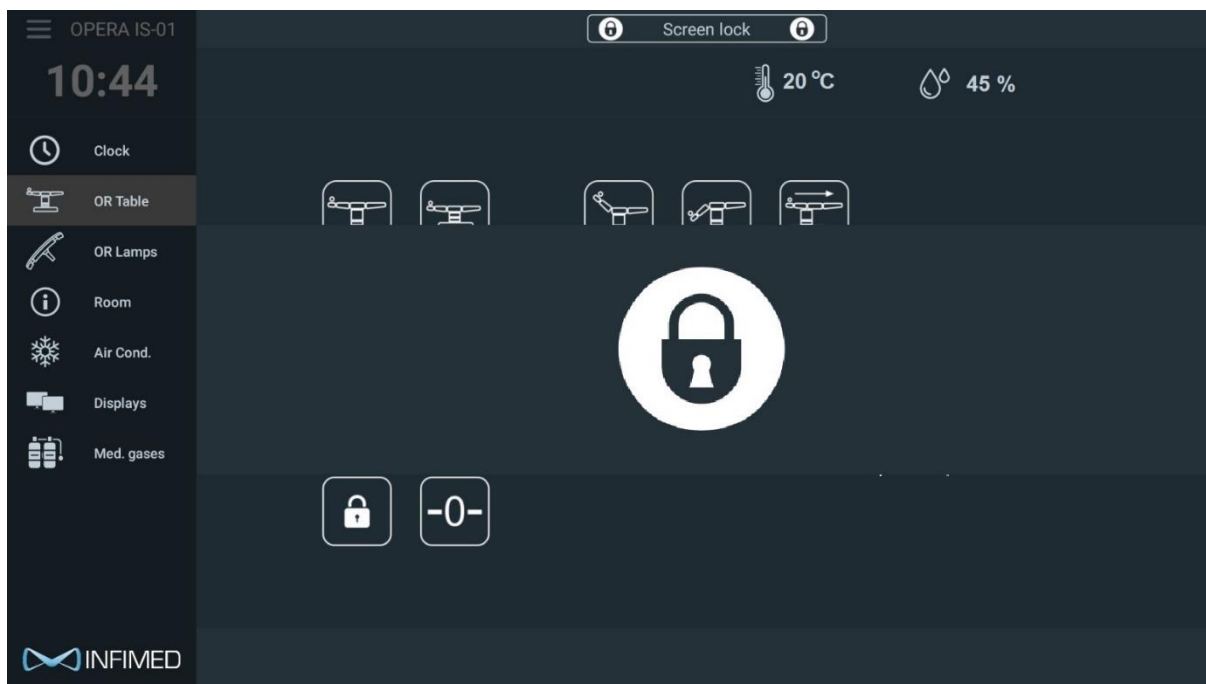 OPERA IS-01
Screen lock
10:44
20 °C
45 %
Clock
OR Table
OR Lamps
Room
Air Cond.
Displays
Med. gases
-0-
INFIMED